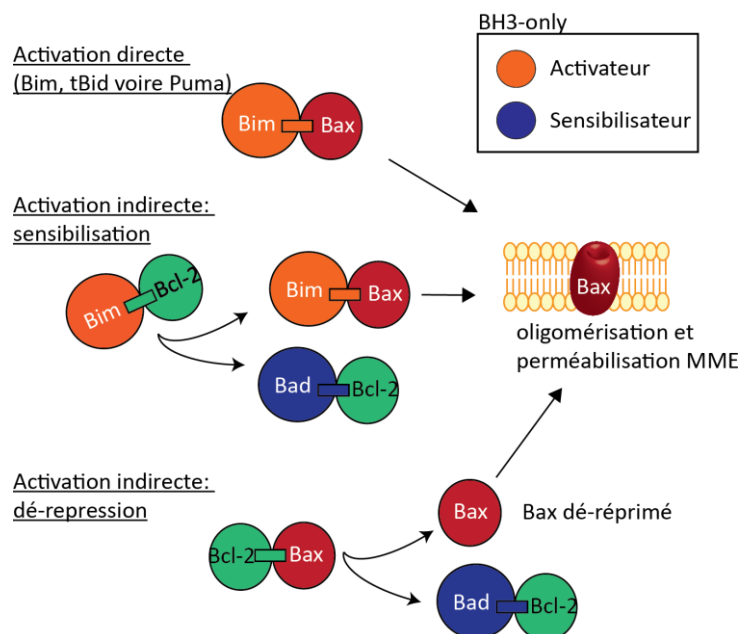 Activation directe
(Bim, tBid voire Puma)
BH3-only
Activateur
Sensibilisateur
Bim
Bax
Activation indirecte:
sensibilisation
Bim
Bcl-2
Bim
Bax
Bad
Bcl-2
Bax
oligomérisation et
perméabilisation MME
Activation indirecte:
dé-repression
Bcl-2
Bax
Bax
Bax dé-réprimé
Bad
Bcl-2